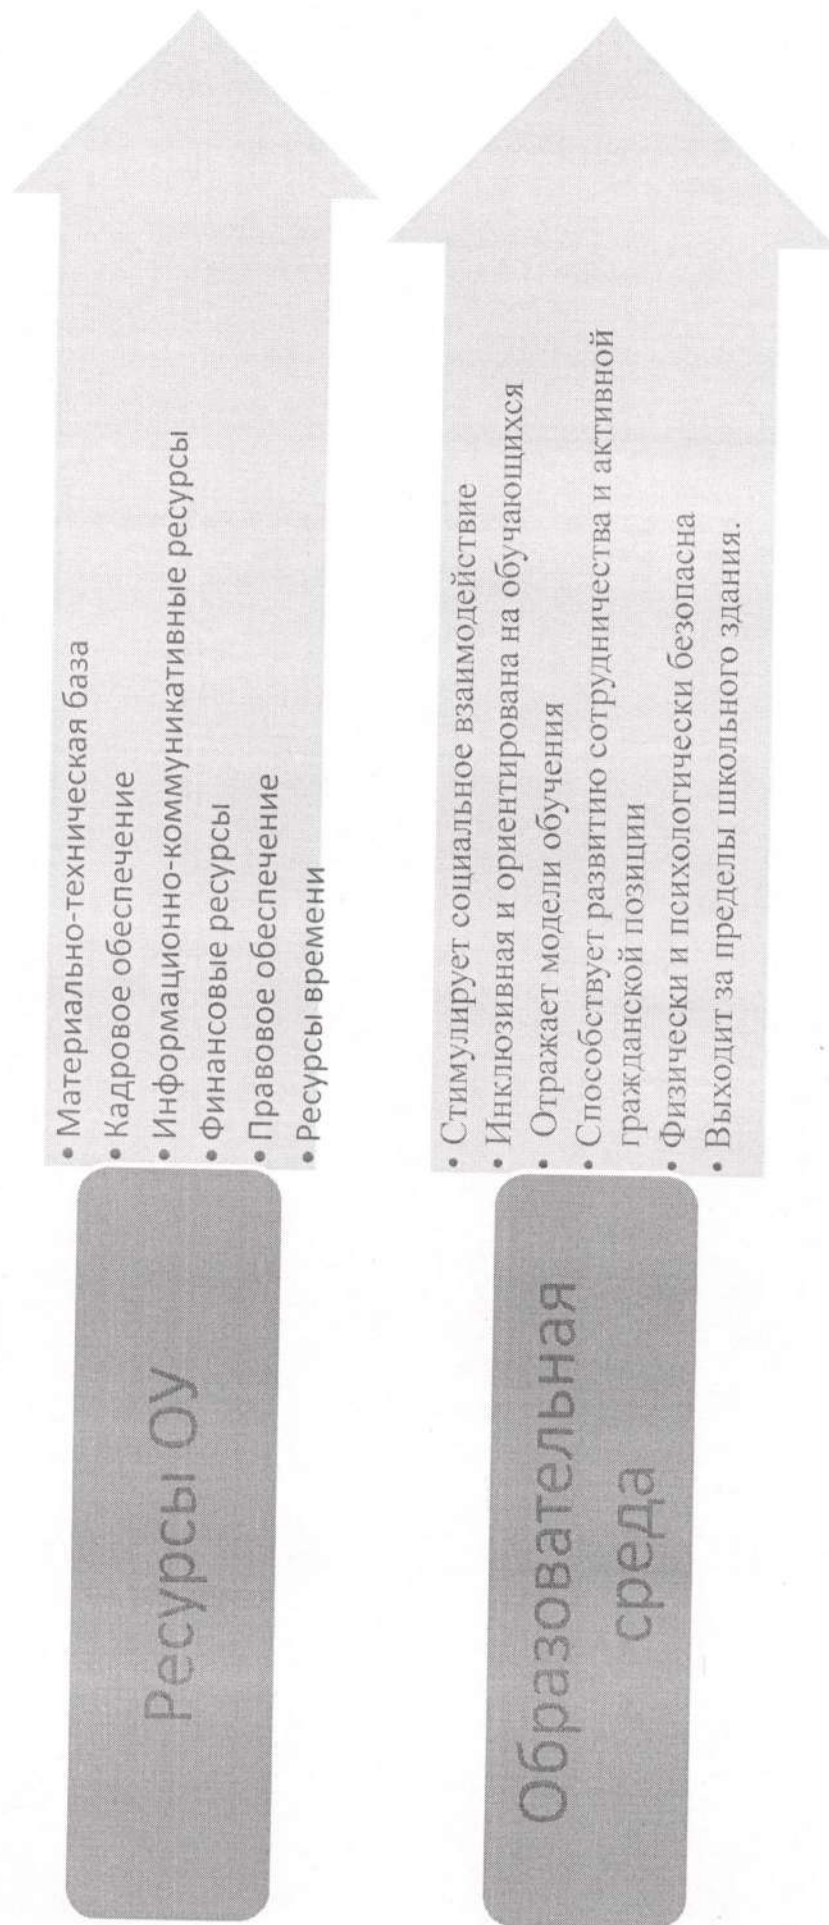 Ресурсы ОУ
• Материально-техническая база
• Кадровое обеспечение
• Информационно-коммуникативные ресурсы
• Финансовые ресурсы
• Правовое обеспечение
• Ресурсы времени
Образовательная
среда
• Стимулирует социальное взаимодействие
• Инклюзивная и ориентирована на обучающихся
• Отражает модели обучения
• Способствует развитию сотрудничества и активной
гражданской позиции
• Физически и психологически безопасна
• Выходит за пределы школьного здания.